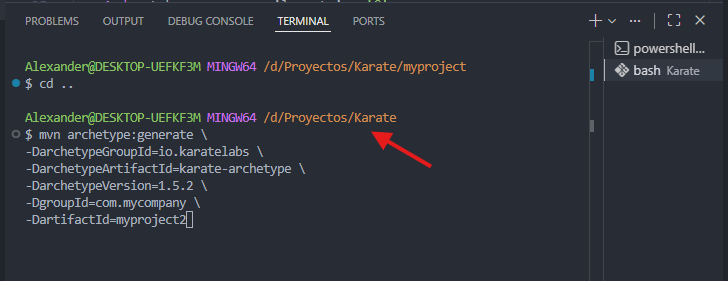 PROBLEMS OUTPUT DEBUG CONSOLE TERMINAL PORTS
Alexander@DESKTOP-UEFKF3M MINGW64 /d/Proyectos/Karate/myproject
$ cd ..
Alexander@DESKTOP-UEFKF3M MINGW64 /d/Proyectos/Karate
$ mvn archetype:generate \
-DarchetypeGroupId=io.karatelabs \
-DarchetypeArtifactId=karate-archetype \
-DarchetypeVersion=1.5.2 \
-DgroupId=com.mycompany \
-DartifactId=myproject2
powershell...
bash Karate